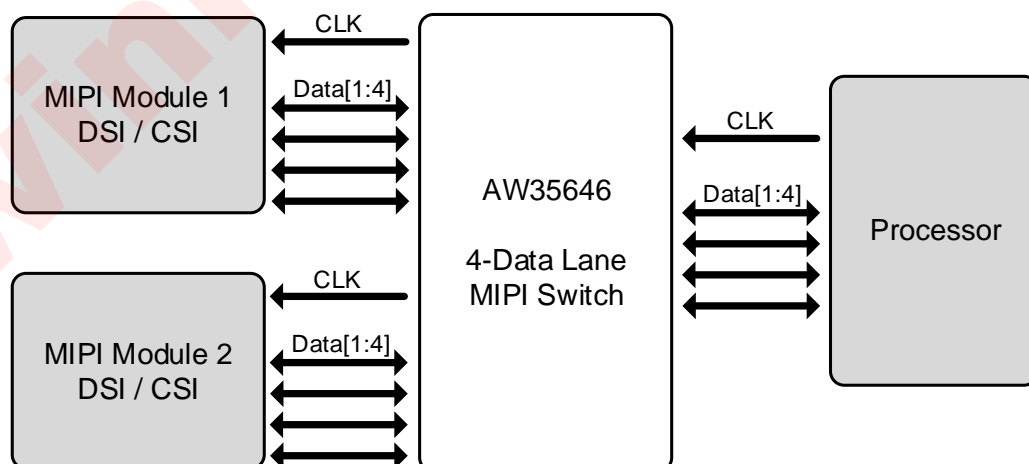 CLK
MIPI Module 1
DSI / CSI
Data[1:4]
AW35646
4-Data Lane
MIPI Switch
CLK
Data[1:4]
Processor
CLK
MIPI Module 2
DSI / CSI
Data[1:4]